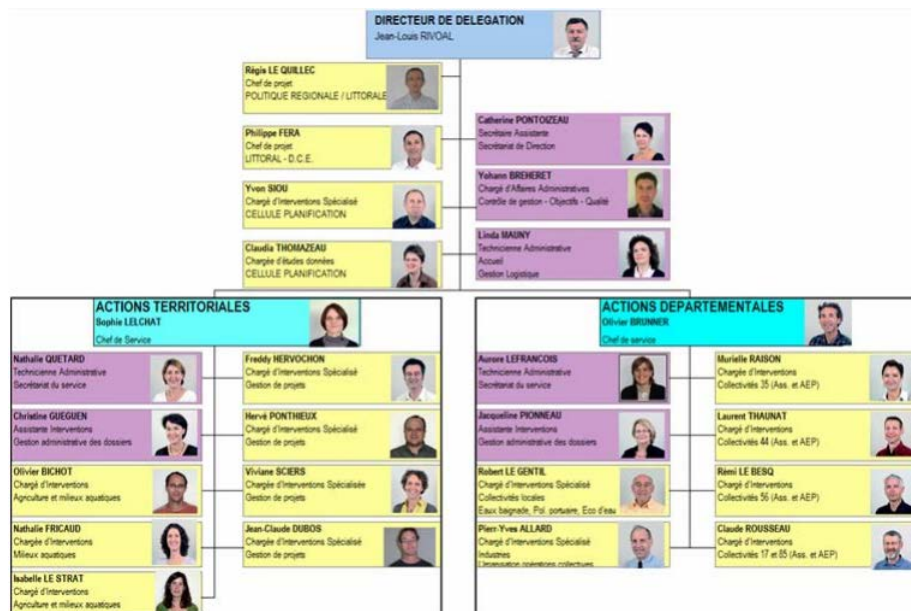 DIRECTEUR DE DELEGATION
Jean-Louis RIVOAL
Régis LE QUILLEC
Chef de projet
POLITIQUE REGIONALE / LITTORALE
Philippe FERA
Chef de projet
LITTORAL - D.C.E.
Yvon SIOU
Chargé d'Interventions Spécialisé
CELLULE PLANIFICATION
Claudia THOMAZEAU
Chargée d'études données
CELLULE PLANIFICATION
Catherine PONTOIZEAU
Secrétaire Assistante
Secrétariat de Direction
Yohann BREHERET
Chargé d'Affaires Administratives
Contrôle de gestion - Objectifs - Qualité
Linda MAUNY
Technicienne Administrative
Accueil
Gestion Logistique
ACTIONS TERRITORIALES
Sophie LELCHAT
Chef de Service
Nathalie QUETARD
Technicienne Administrative
Secrétariat du service
Christine GUEGUEN
Assistante Interventions
Gestion administrative des dossiers
Olivier BICHOT
Chargé d'Interventions
Agriculture et milieux aquatiques
Nathalie FRICAUD
Chargée d'Interventions
Milieux aquatiques
Isabelle LE STRAT
Chargé d'Interventions
Agriculture et milieux aquatiques
Freddy HERVOCHON
Chargé d'Interventions Spécialisé
Gestion de projets
Hervé PONTHIEUX
Chargé d'Interventions Spécialisé
Gestion de projets
Viviane SCIERS
Chargée d'Interventions Spécialisée
Gestion de projets
Jean-Claude DUBOS
Chargée d'Interventions Spécialisé
Gestion de projets
ACTIONS DEPARTEMENTALES
Olivier BRUNNER
Chef de service
Aurore LEFRANCOIS
Technicienne Administrative
Secrétariat du service
Jacqueline PIONNEAU
Assistante Interventions
Gestion administrative des dossiers
Robert LE GENTIL
Chargé d'Interventions Spécialisé
Collectivités locales
Eaux baignade, Pol. portuaire, Eco d'eau
Pierr-Yves ALLARD
Chargé d'Interventions Spécialisé
Industries
Organisation opérations collectives
Murielle RAISON
Chargée d'Interventions
Collectivités 35 (Ass. et AEP)
Laurent THAUNAT
Chargé d'Interventions
Collectivités 44 (Ass. et AEP)
Rémi LE BESQ
Chargé d'Interventions
Collectivités 56 (Ass. et AEP)
Claude ROUSSEAU
Chargé d'Interventions
Collectivités 17 et 85 (Ass. et AEP)